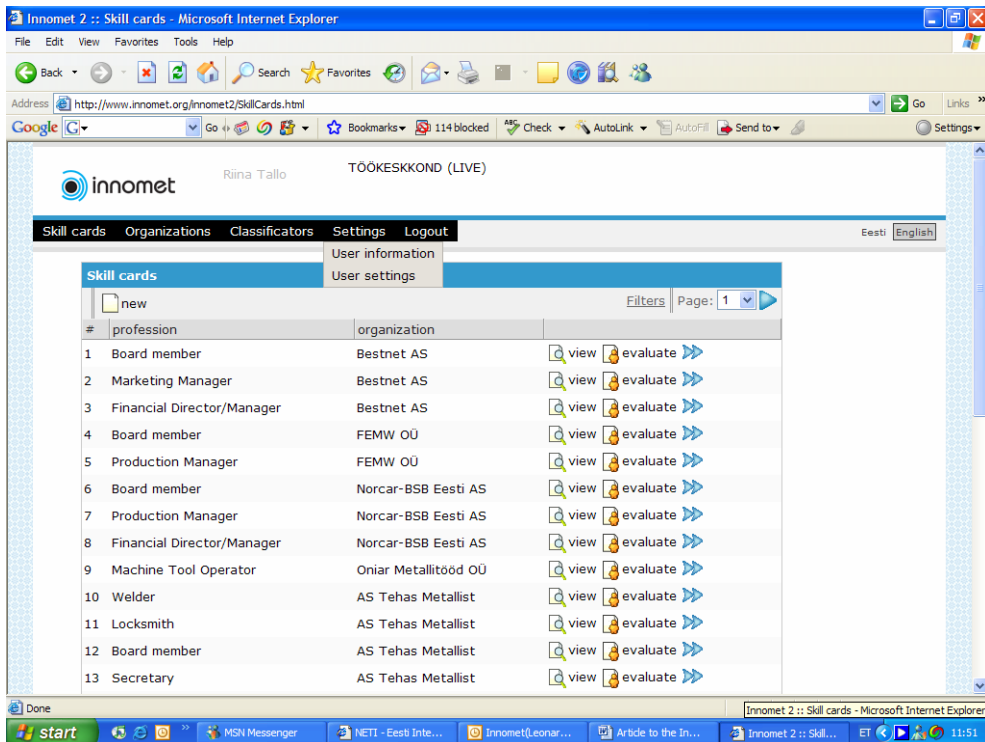 Innomet 2 :: Skill cards - Microsoft Internet Explorer
File Edit View Favorites Tools Help
Back Search Favorites
Address http://www.innomet.org/innomet2/SkillCards.html Go Links »
Google G Go Bookmarks 114 blocked ABC Check AutoLink AutoFill Send to Settings
innomet Riina Tallo TÖÖKESKKOND (LIVE)
Skill cards Organizations Classificators Settings Logout Eesti English
User information
User settings
Skill cards
new Filters Page: 1
# profession organization
1 Board member Bestnet AS view evaluate
2 Marketing Manager Bestnet AS view evaluate
3 Financial Director/Manager Bestnet AS view evaluate
4 Board member FEMW OÜ view evaluate
5 Production Manager FEMW OÜ view evaluate
6 Board member Norcar-BSB Eesti AS view evaluate
7 Production Manager Norcar-BSB Eesti AS view evaluate
8 Financial Director/Manager Norcar-BSB Eesti AS view evaluate
9 Machine Tool Operator Oniar Metallitööd OÜ view evaluate
10 Welder AS Tehas Metallist view evaluate
11 Locksmith AS Tehas Metallist view evaluate
12 Board member AS Tehas Metallist view evaluate
13 Secretary AS Tehas Metallist view evaluate
Done Innomet 2 :: Skill cards - Microsoft Internet Explorer
start » MSN Messenger NETI - Eesti Inte... Innomet(Leonar... Article to the In... Innomet 2 :: Skill... ET 11:51